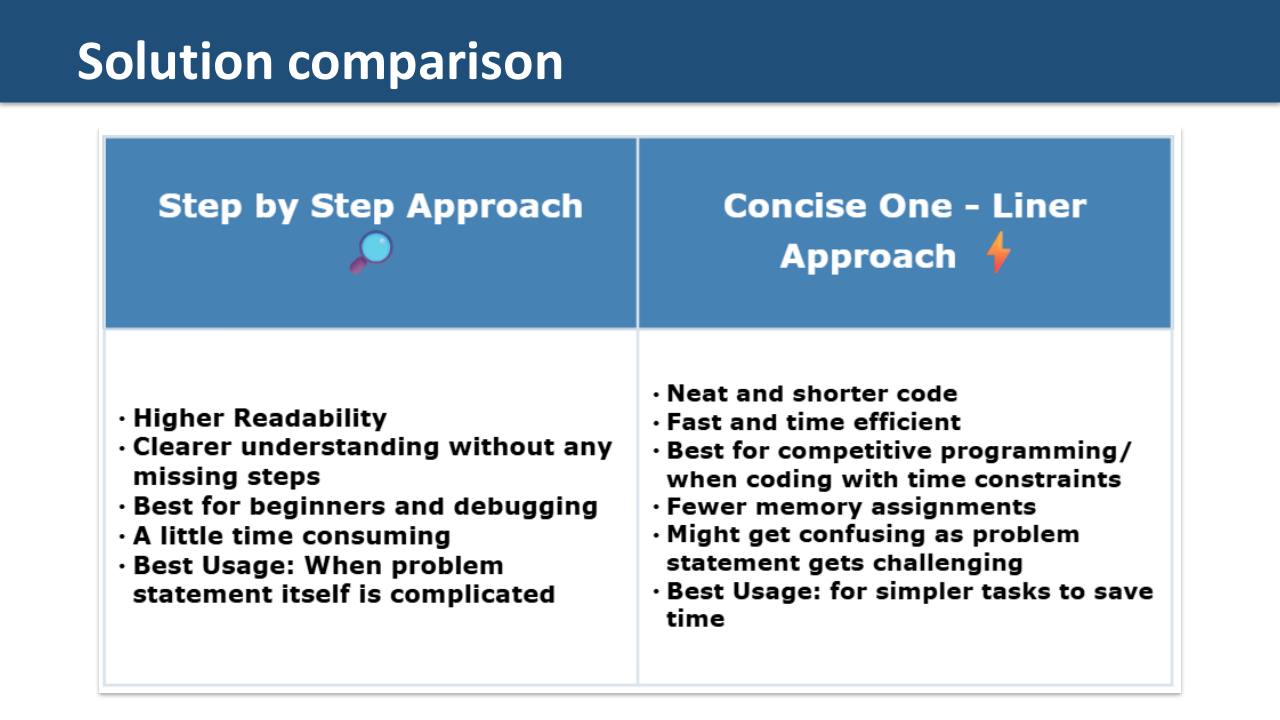 Solution comparison
Step by Step Approach
Concise One - Liner
Approach
· Higher Readability
· Clearer understanding without any
missing steps
· Best for beginners and debugging
· A little time consuming
· Best Usage: When problem
statement itself is complicated
· Neat and shorter code
· Fast and time efficient
· Best for competitive programming/
when coding with time constraints
· Fewer memory assignments
· Might get confusing as problem
statement gets challenging
· Best Usage: for simpler tasks to save
time